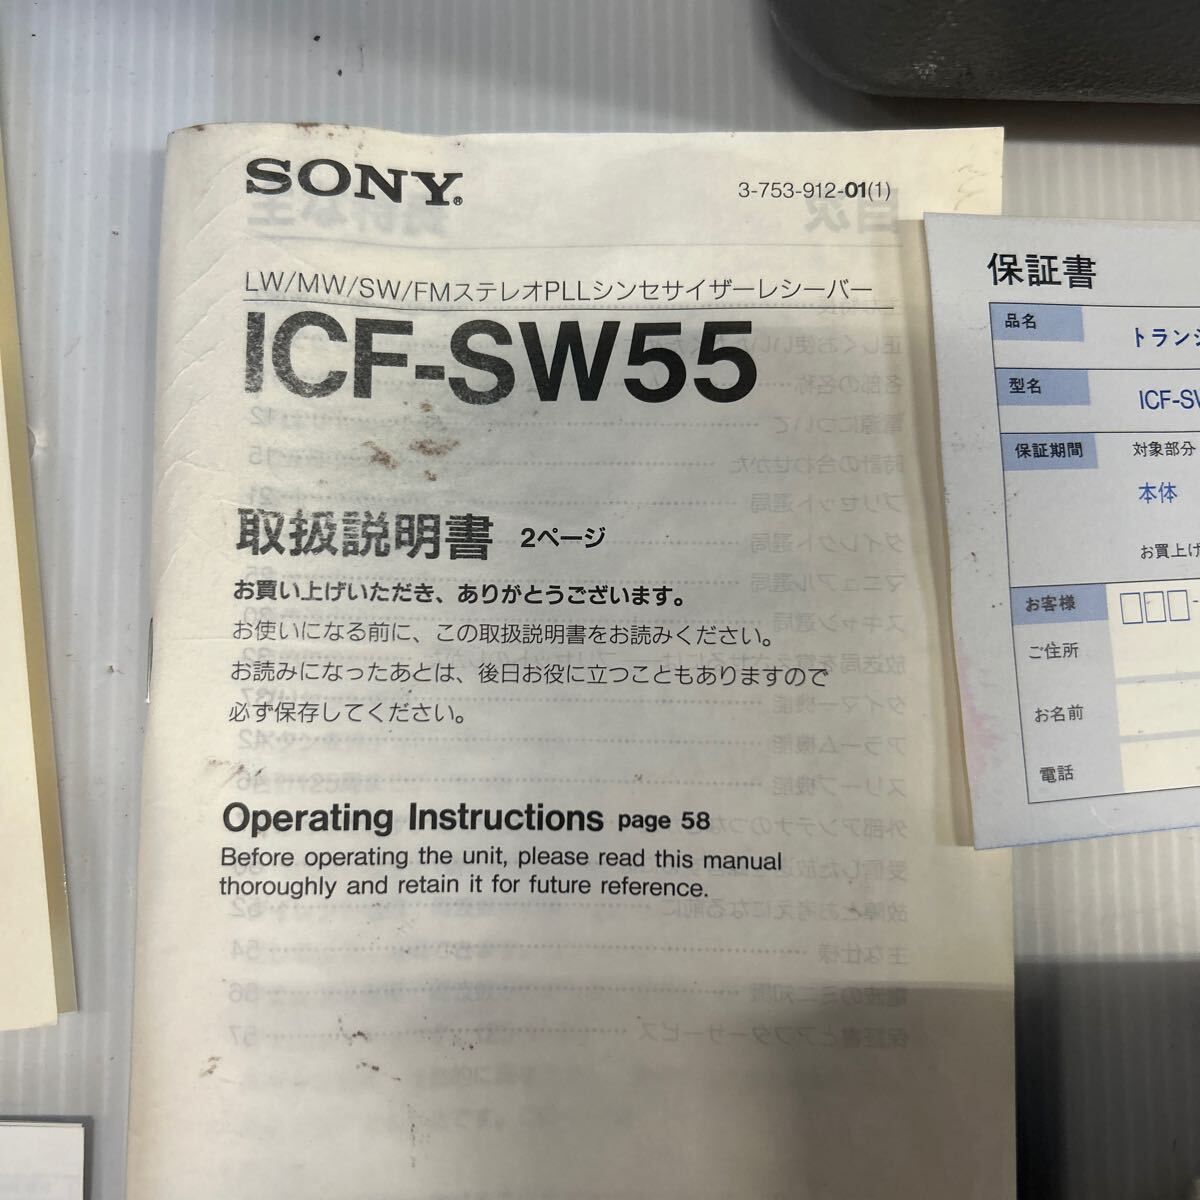 SONY®
3-753-912-01(1)
LW/MW/SW/FMステレオPLLシンセサイザーレシーバー
ICF-SW55
取扱説明書 2ページ
お買い上げいただき、ありがとうございます。
お使いになる前に、この取扱説明書をお読みください。
お読みになったあとは、後日お役に立つこともありますので
必ず保存してください。
Operating Instructions page 58
Before operating the unit, please read this manual
thoroughly and retain it for future reference.
保証書
品名
トランジ
型名
ICF-SW
保証期間
対象部分
本体
お買上げ
お客様
ご住所
お名前
電話